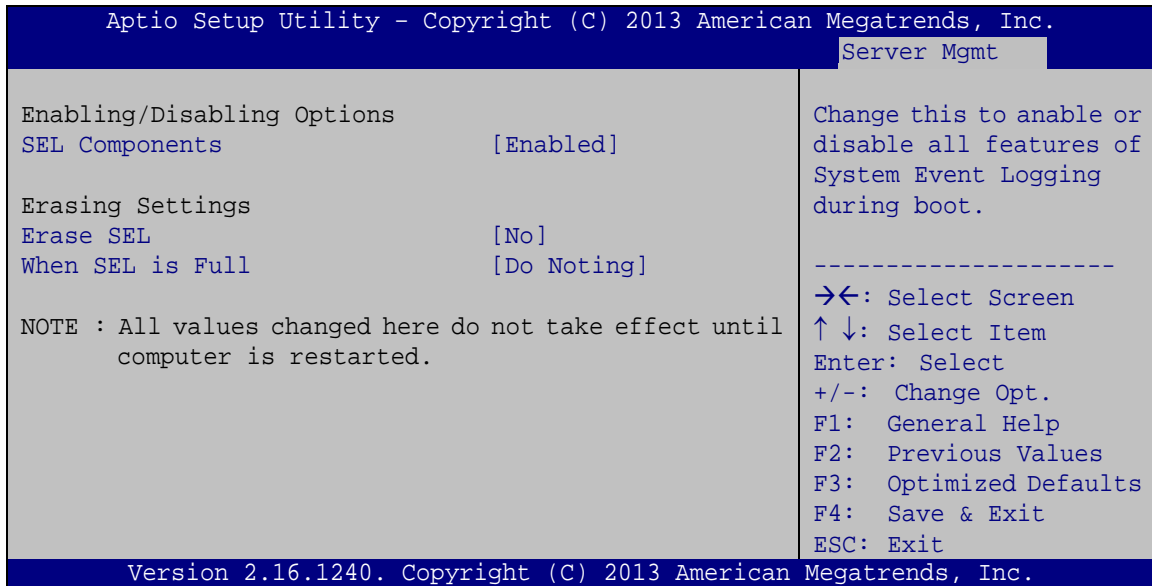 Aptio Setup Utility – Copyright (C) 2013 American Megatrends, Inc.
Server Mgmt
Enabling/Disabling Options
SEL Components [Enabled]
Erasing Settings
Erase SEL [No]
When SEL is Full [Do Noting]
NOTE : All values changed here do not take effect until
computer is restarted.
Change this to anable or
disable all features of
System Event Logging
during boot.
---------------------
→←: Select Screen
↑ ↓: Select Item
Enter: Select
+/-: Change Opt.
F1: General Help
F2: Previous Values
F3: Optimized Defaults
F4: Save & Exit
ESC: Exit
Version 2.16.1240. Copyright (C) 2013 American Megatrends, Inc.